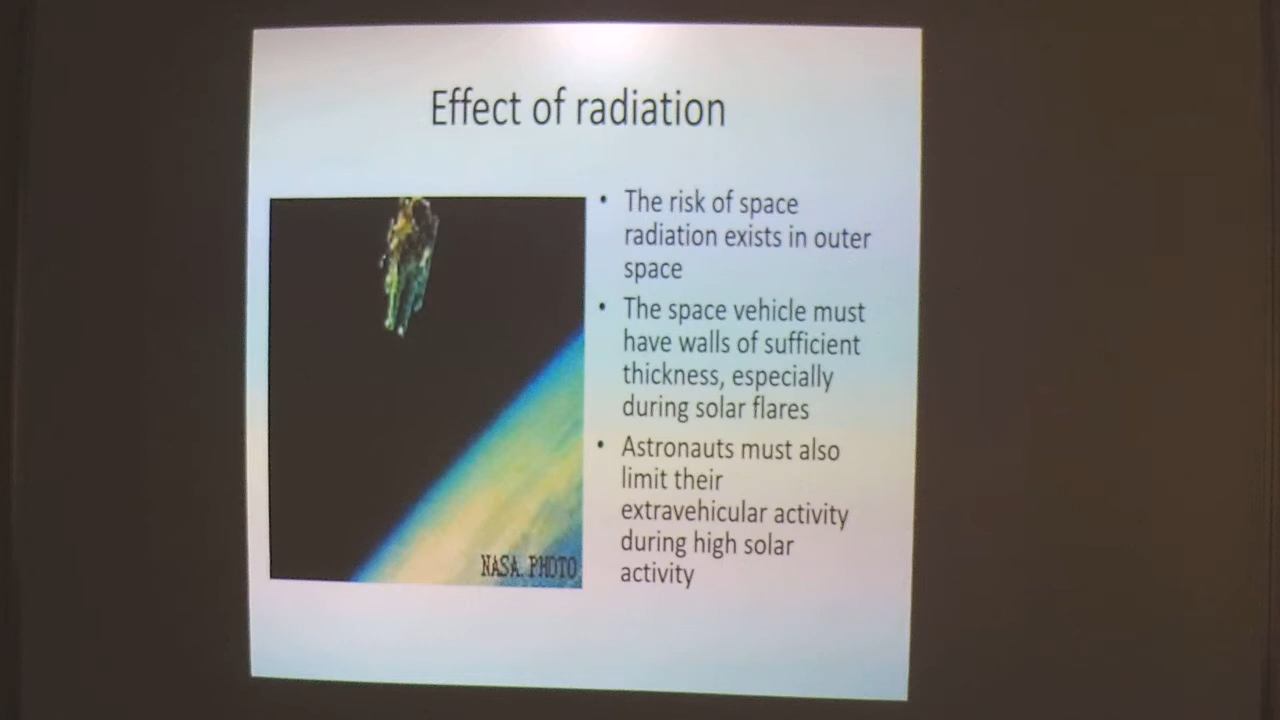 Effect of radiation
• The risk of space
radiation exists in outer
space
• The space vehicle must
have walls of sufficient
thickness, especially
during solar flares
• Astronauts must also
limit their
extravehicular activity
during high solar
activity
NASA PHOTO